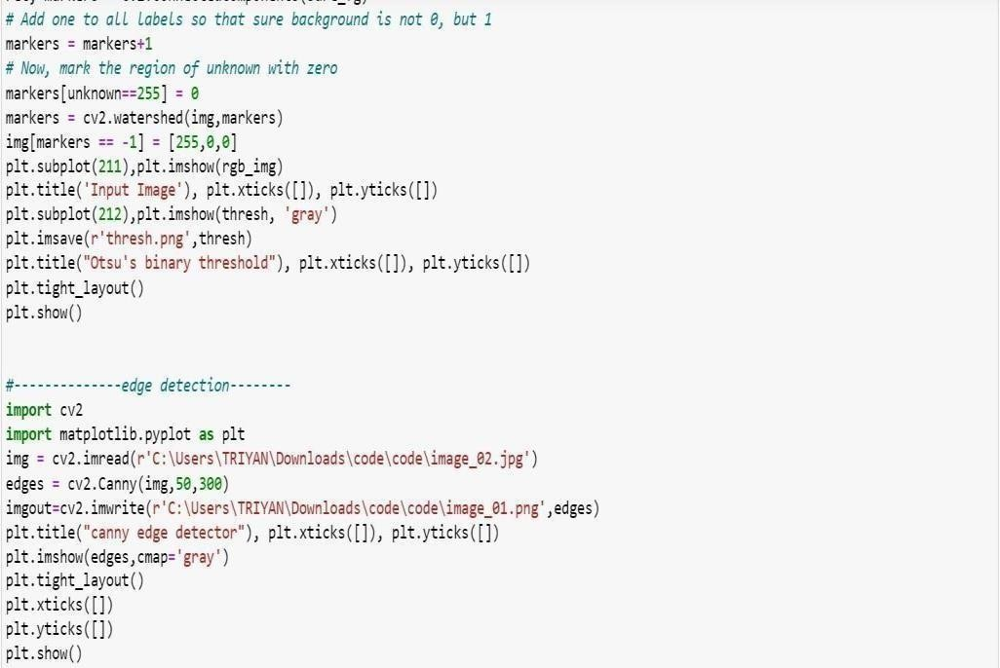 # Add one to all labels so that sure background is not 0, but 1
markers = markers+1
# Now, mark the region of unknown with zero
markers[unknown==255] = 0
markers = cv2.watershed(img,markers)
img[markers == -1] = [255,0,0]
plt.subplot(211),plt.imshow(rgb_img)
plt.title('Input Image'), plt.xticks([]), plt.yticks([])
plt.subplot(212),plt.imshow(thresh, 'gray')
plt.imsave(r'thresh.png',thresh)
plt.title("Otsu's binary threshold"), plt.xticks([]), plt.yticks([])
plt.tight_layout()
plt.show()
#--------------edge detection--------
import cv2
import matplotlib.pyplot as plt
img = cv2.imread(r'C:\Users\TRIYAN\Downloads\code\code\image_02.jpg')
edges = cv2.Canny(img,50,300)
imgout=cv2.imwrite(r'C:\Users\TRIYAN\Downloads\code\code\image_01.png',edges)
plt.title("canny edge detector"), plt.xticks([]), plt.yticks([])
plt.imshow(edges,cmap='gray')
plt.tight_layout()
plt.xticks([])
plt.yticks([])
plt.show()